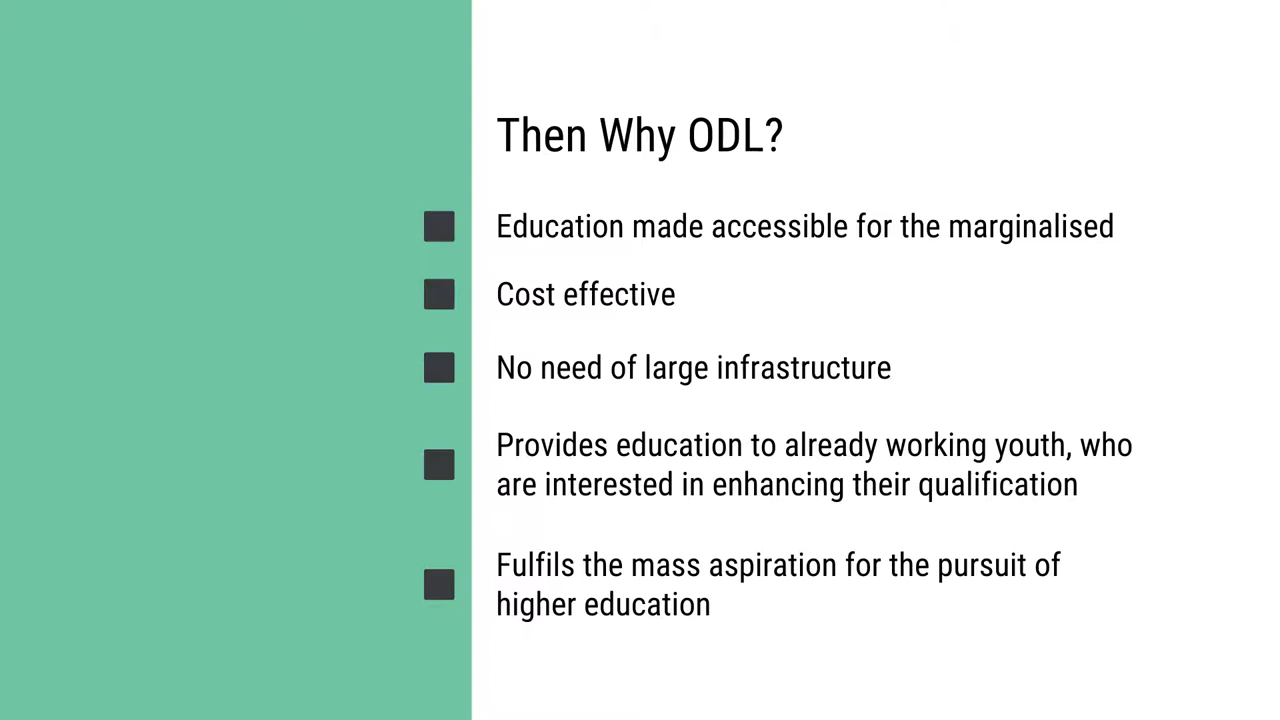 Then Why ODL?
Education made accessible for the marginalised
Cost effective
No need of large infrastructure
Provides education to already working youth, who
are interested in enhancing their qualification
Fulfils the mass aspiration for the pursuit of
higher education